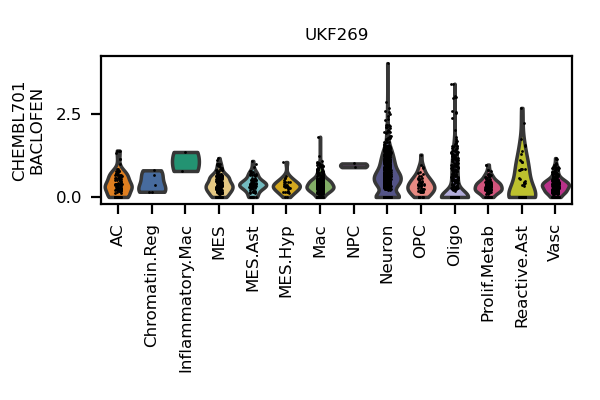 UKF269
CHEMBL701
BACLOFEN
2.5
0.0
AC
Chromatin.Reg
Inflammatory.Mac
MES
MES.Ast
MES.Hyp
Mac
NPC
Neuron
OPC
Oligo
Prolif.Metab
Reactive.Ast
Vasc